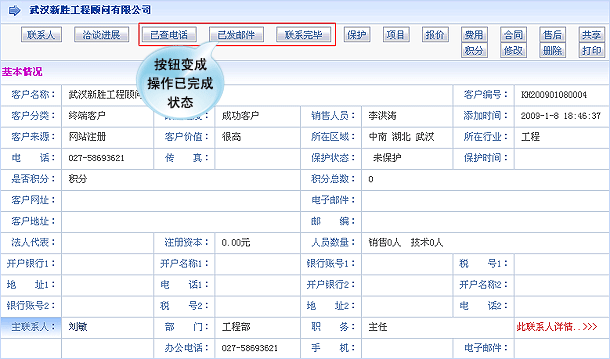 武汉新胜工程顾问有限公司
联系人 洽谈进展 已查电话 已发邮件 联系完毕 保护 项目 报价 费用 合同 售后 共享
积分 修改 删除 打印
按钮变成
操作已完成
状态
基本情况
客户名称： 武汉新胜工程顾问 客户编号： KH200901080004
客户分类： 终端客户 成功客户 销售人员： 李洪涛 添加时间： 2009-1-8 18:46:37
客户来源： 网站注册 客户价值： 很高 所在区域： 中南 湖北 武汉 所在行业： 工程
电 话： 027-58693621 传 真： 保护状态： 未保护 保护时间：
是否积分： 积分 积分总数： 0
客户网址： 电子邮件：
客户地址： 邮 编：
法人代表： 注册资本： 0.00元 人员数量： 销售0人 技术0人
开户银行1： 开户名称1： 银行账号1： 税 号1：
地 址1： 电 话1： 开户银行2： 开户名称2：
银行账号2： 税 号2： 地 址2： 电 话2：
主联系人： 刘敏 部 门： 工程部 职 务： 主任 此联系人详情..>>>
办公电话： 027-58693621 手 机： 电子邮件：